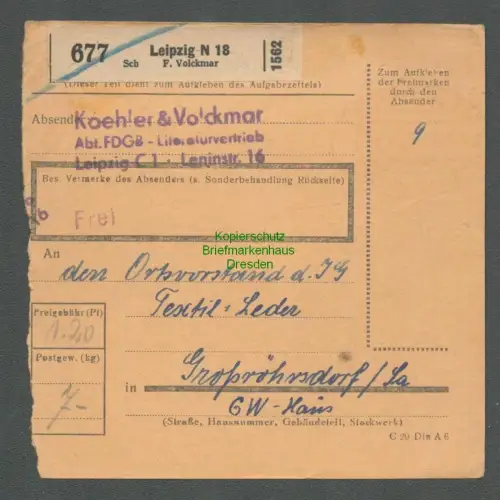 677 Sch Leipzig N 18
F. Volckmar
1562
(Dieser Teil dient zum Aufkleben des Aufgabezettels)
Zum Aufkleben
der Freimarken
durch den
Absender
Absend
Koehler & Volckmar
Abt. FDGB - Literaturvertrieb
Leipzig C 1 · Leninstr. 16
9
Bes. Vermerke des Absenders (s. Sonderbehandlung Rückseite)
Frei
Kopierschutz
Briefmarkenhaus
Dresden
An
den Ortsvorstand d. IG
Textil-Leder
Freigebühr (Pf)
1.20
Postgew. (kg)
7-
in
Großröhrsdorf/Sa
GW-Haus
(Straße, Hausnummer, Gebäudeteil, Stockwerk)
C 20 Din A 6